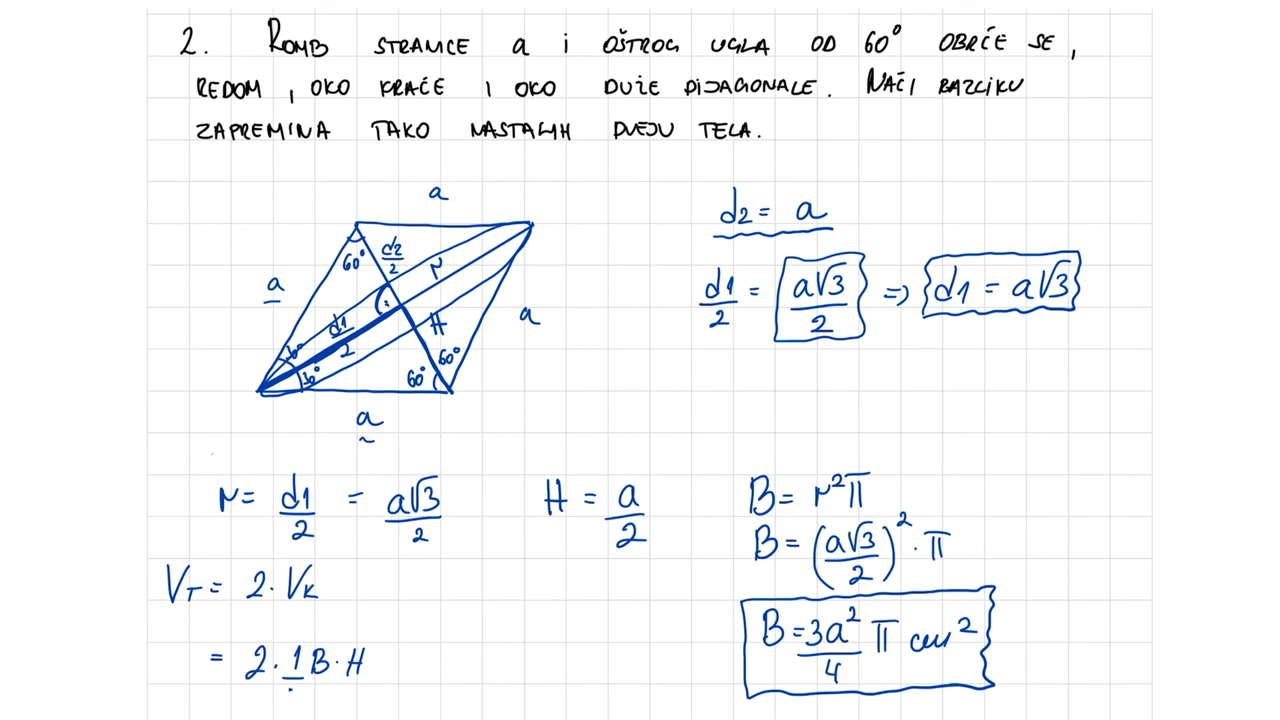 2. ROMB STRANICE a I OŠTROG UGLA OD 60° OBRĆE SE,
REDOM, OKO KRAĆE I OKO DUŽE DIJAGONALE. NAĆI RAZLIKU
ZAPREMINA TAKO NASTALIH DVEJU TELA.
a
d2 = a
60° d2/2 r
a
d1/2 = a√3/2 => d1 = a√3
d1/2 H a
30° 60°
30° 60°
a
r = d1/2 = a√3/2 H = a/2 B = r²π
B = (a√3/2)² · π
V_T = 2 · V_K
B = 3a²/4 π cm²
= 2 · 1 B · H